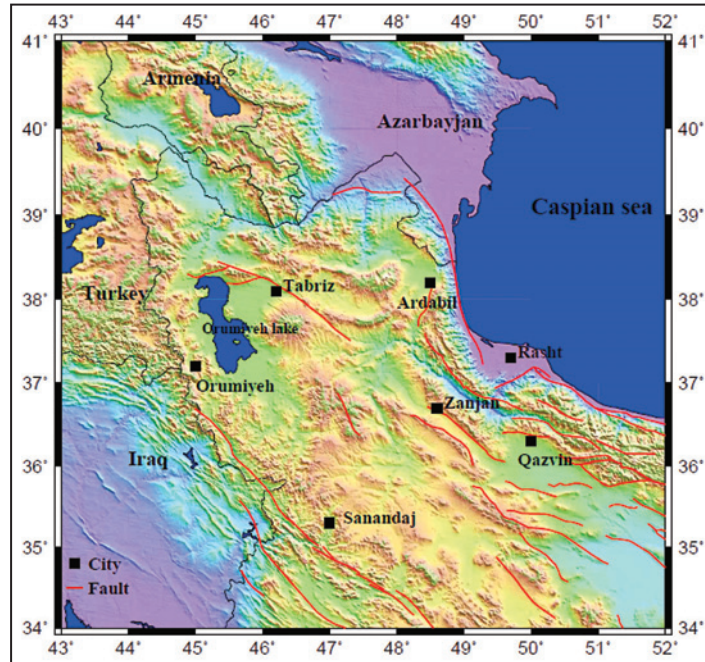 43° 44° 45° 46° 47° 48° 49° 50° 51° 52°
41° 41°
Armenia
Azarbayjan
40° 40°
39° 39°
Caspian sea
Tabriz
Ardabil
38° 38°
Turkey
Orumiyeh lake
Rasht
37° 37°
Orumiyeh
Zanjan
Iraq
Qazvin
36° 36°
Sanandaj
35° 35°
City
Fault
34° 34°
43° 44° 45° 46° 47° 48° 49° 50° 51° 52°